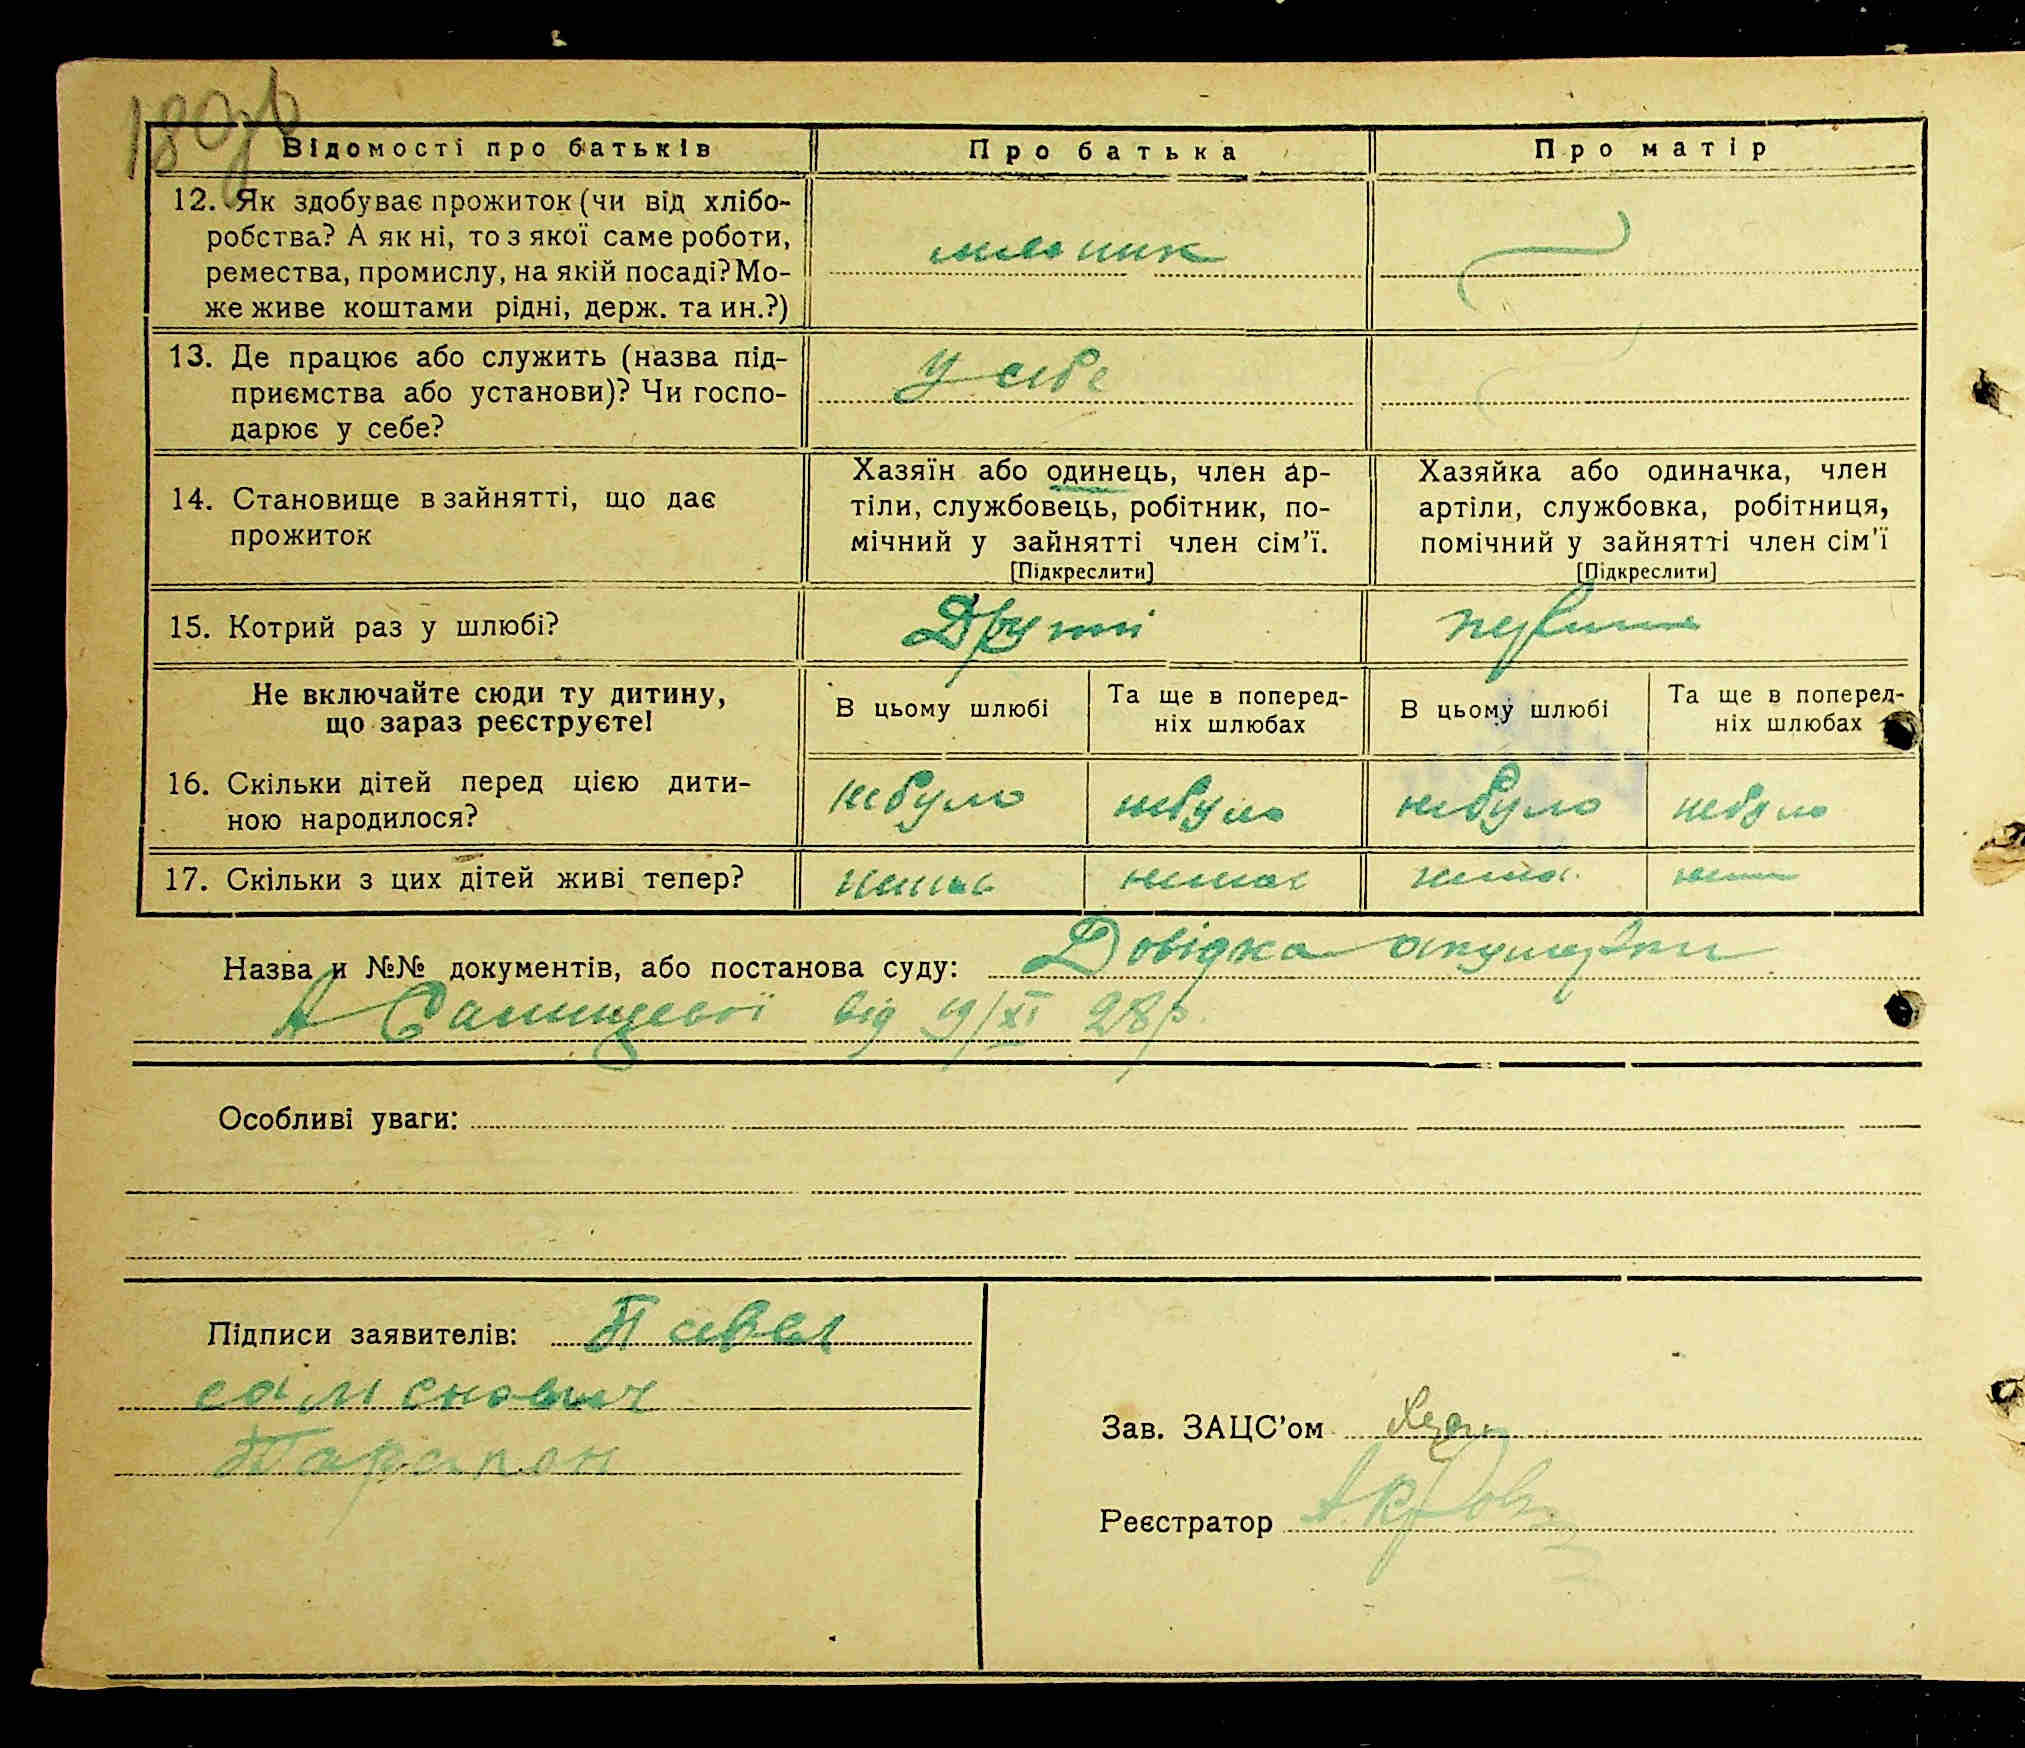 180зв
Відомості про батьків
Про батька
Про матір
12. Як здобуває прожиток (чи від хлібо-
робства? А як ні, то з якої саме роботи,
ремества, промислу, на якій посаді? Мо-
же живе коштами рідні, держ. та ин.?)
13. Де працює або служить (назва під-
приємства або установи)? Чи госпо-
дарює у себе?
у себе
14. Становище в зайнятті, що дає
прожиток
Хазяїн або одинець, член ар-
тіли, службовець, робітник, по-
мічний у зайнятті член сім'ї.
[Підкреслити]
Хазяйка або одиначка, член
артіли, службовка, робітниця,
помічний у зайнятті член сім'ї
[Підкреслити]
15. Котрий раз у шлюбі?
Другий
первий
Не включайте сюди ту дитину,
що зараз реєструєте!
В цьому шлюбі
Та ще в поперед-
ніх шлюбах
В цьому шлюбі
Та ще в поперед-
ніх шлюбах
16. Скільки дітей перед цією дити-
ною народилося?
небуло
небуло
небуло
небуло
17. Скільки з цих дітей живі тепер?
немає
немає
Назва и №№ документів, або постанова суду: Довідка акушерки
від 19/XI 28р.
Особливі уваги:
Підписи заявителів: Павел
самснович
Тарапон
Зав. ЗАЦС'ом
Реєстратор